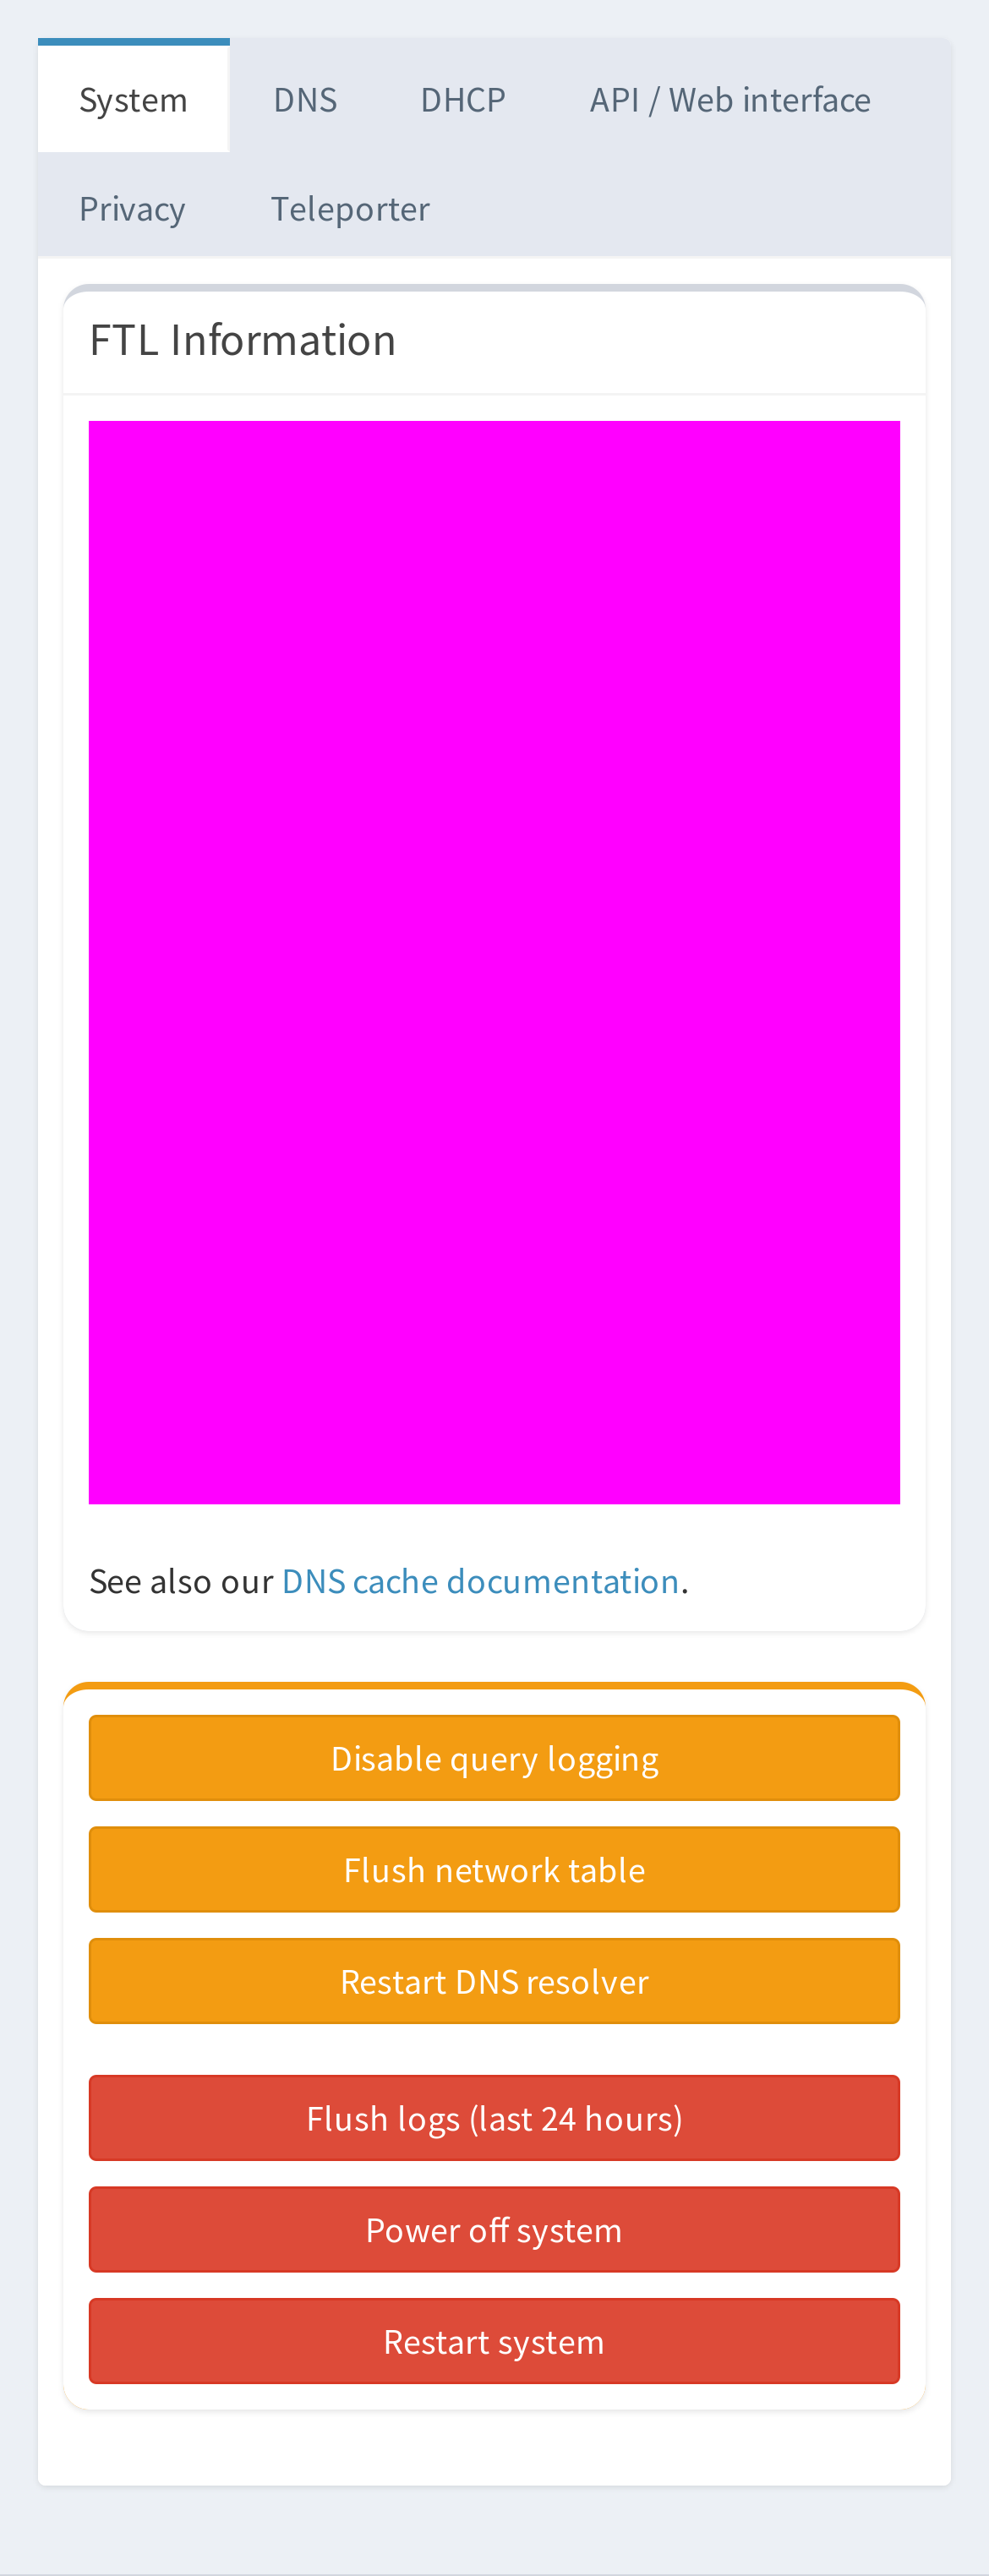 System DNS DHCP API / Web interface
Privacy Teleporter
FTL Information
See also our DNS cache documentation.
Disable query logging
Flush network table
Restart DNS resolver
Flush logs (last 24 hours)
Power off system
Restart system